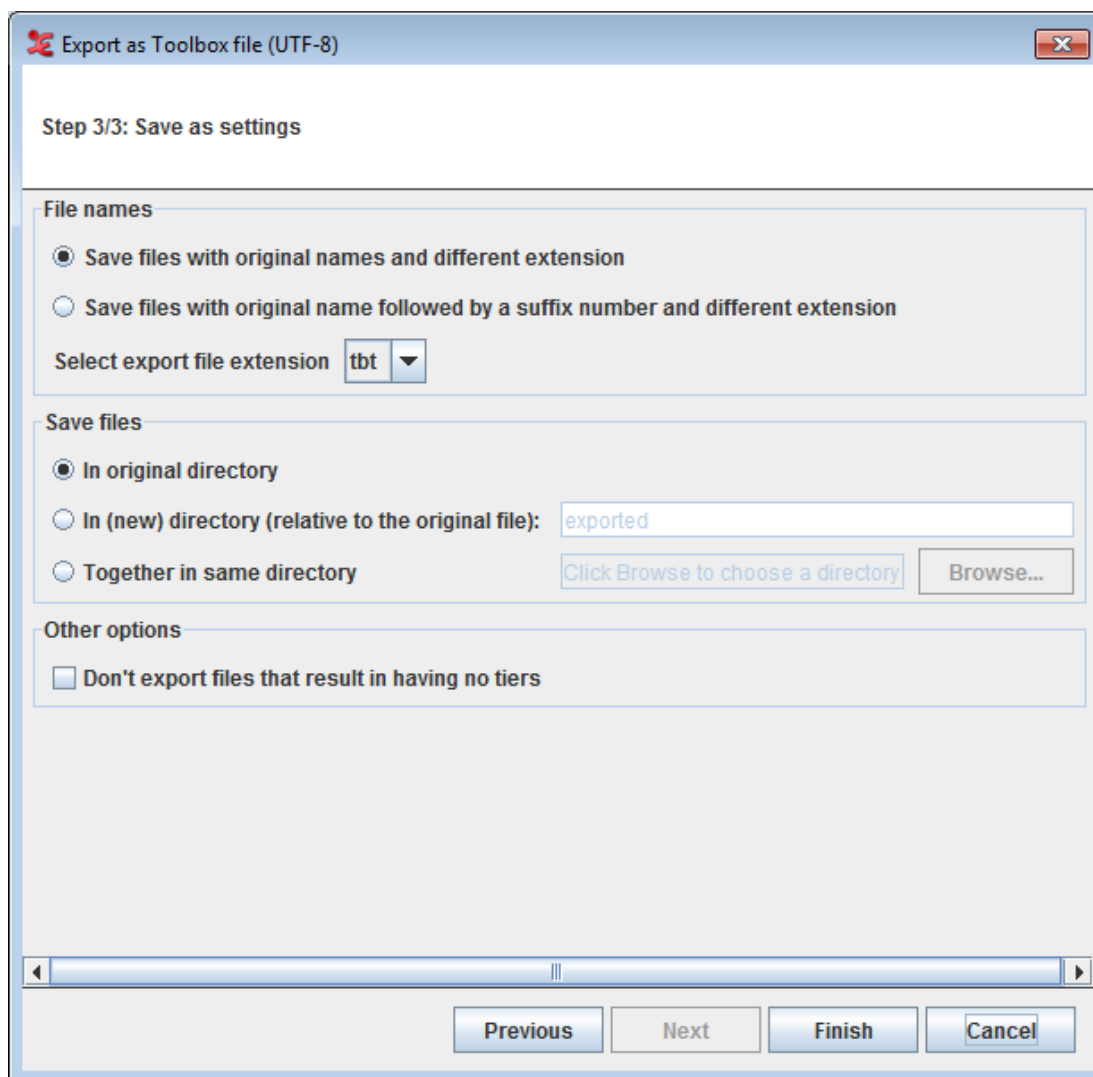 Export as Toolbox file (UTF-8)
Step 3/3: Save as settings
File names
Save files with original names and different extension
Save files with original name followed by a suffix number and different extension
Select export file extension tbt
Save files
In original directory
In (new) directory (relative to the original file): exported
Together in same directory Click Browse to choose a directory Browse...
Other options
Don't export files that result in having no tiers
Previous Next Finish Cancel